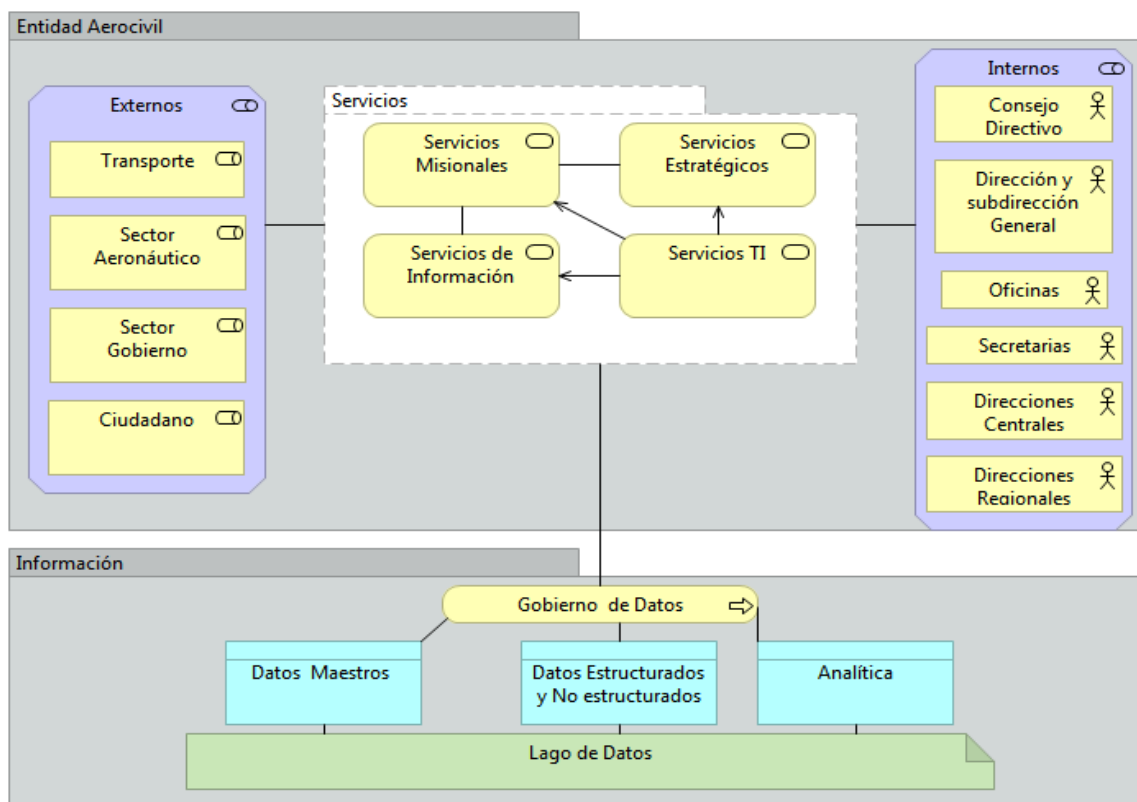 Entidad Aerocivil
Externos
Transporte
Sector
Aeronáutico
Sector
Gobierno
Ciudadano
Servicios
Servicios
Misionales
Servicios
Estratégicos
Servicios de
Información
Servicios TI
Internos
Consejo
Directivo
Dirección y
subdirección
General
Oficinas
Secretarias
Direcciones
Centrales
Direcciones
Regionales
Información
Gobierno de Datos
Datos Maestros
Datos Estructurados
y No estructurados
Analítica
Lago de Datos